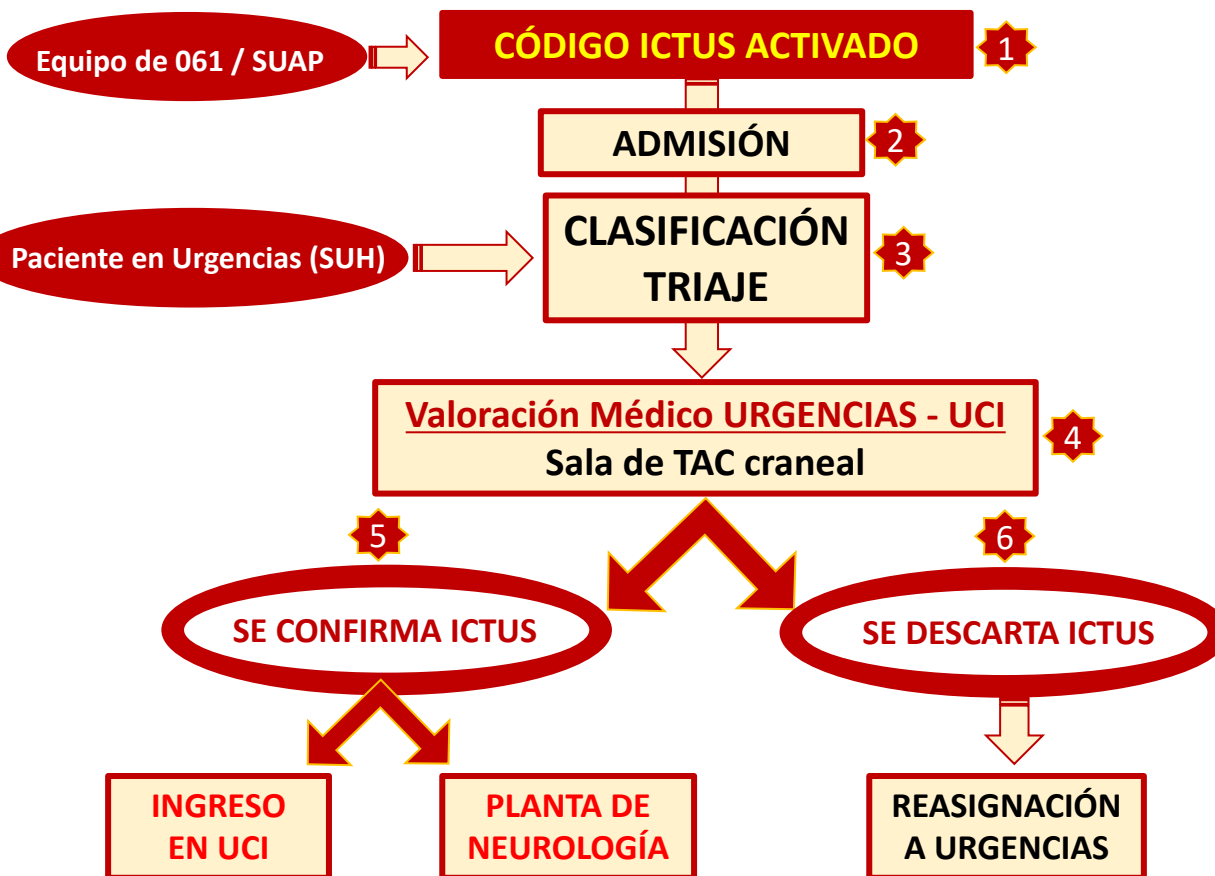 Equipo de 061 / SUAP
CÓDIGO ICTUS ACTIVADO
1
ADMISIÓN
2
Paciente en Urgencias (SUH)
CLASIFICACIÓN
TRIAJE
3
Valoración Médico URGENCIAS - UCI
Sala de TAC craneal
4
5
6
SE CONFIRMA ICTUS
SE DESCARTA ICTUS
INGRESO
EN UCI
PLANTA DE
NEUROLOGÍA
REASIGNACIÓN
A URGENCIAS